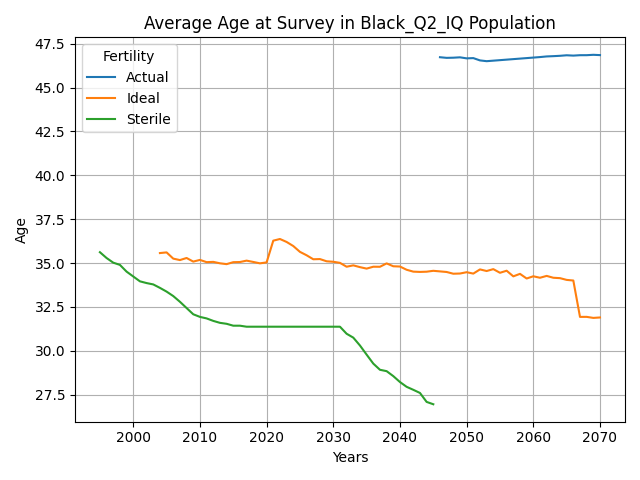 Average Age at Survey in Black_Q2_IQ Population
Fertility
Actual
Ideal
Sterile
Age
47.5
45.0
42.5
40.0
37.5
35.0
32.5
30.0
27.5
2000 2010 2020 2030 2040 2050 2060 2070
Years